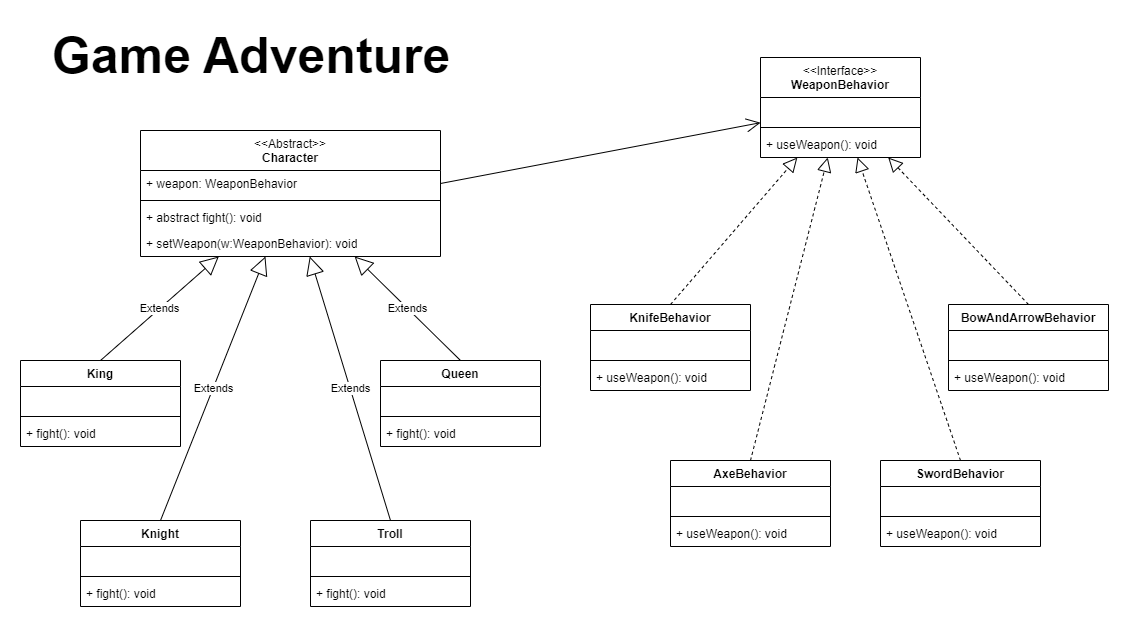 Game Adventure
<<Interface>>
WeaponBehavior
+ useWeapon(): void
<<Abstract>>
Character
+ weapon: WeaponBehavior
+ abstract fight(): void
+ setWeapon(w:WeaponBehavior): void
Extends
Extends
Extends
Extends
King
+ fight(): void
Queen
+ fight(): void
Knight
+ fight(): void
Troll
+ fight(): void
KnifeBehavior
+ useWeapon(): void
BowAndArrowBehavior
+ useWeapon(): void
AxeBehavior
+ useWeapon(): void
SwordBehavior
+ useWeapon(): void